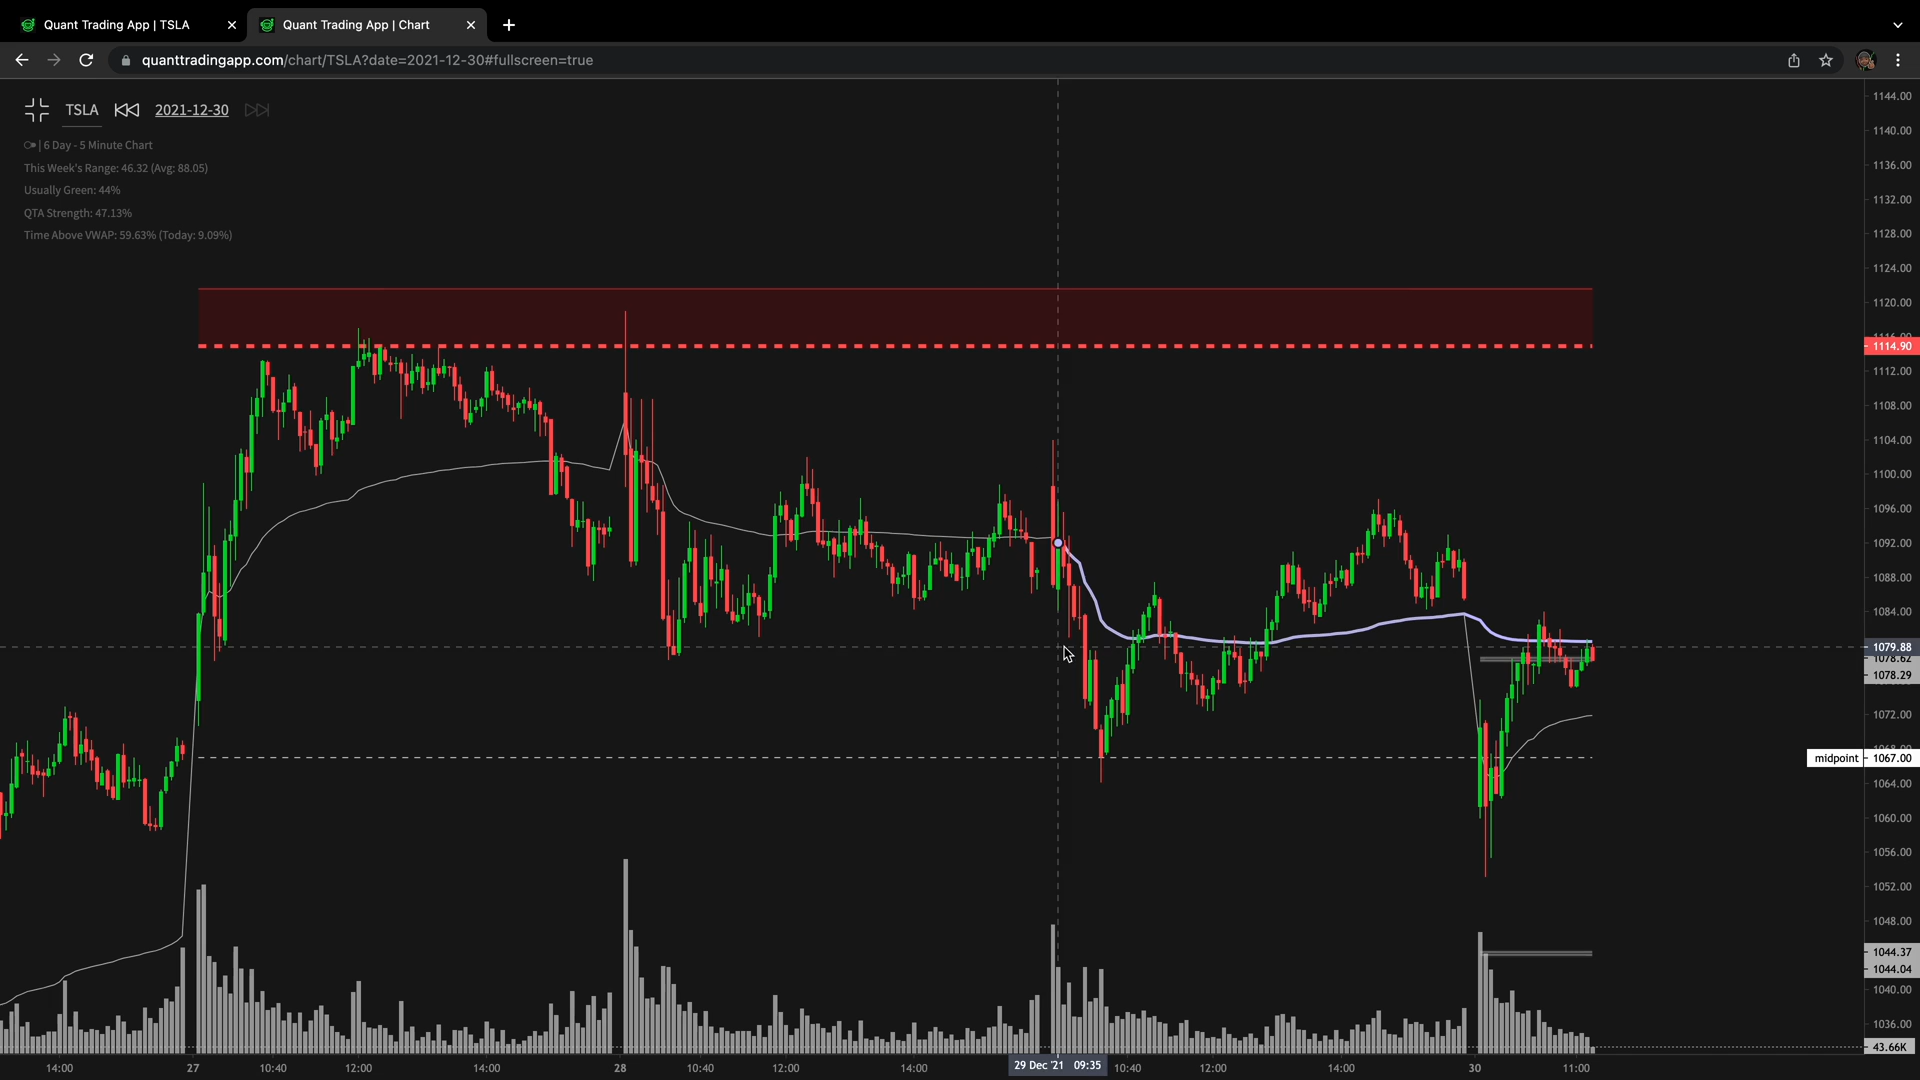 Quant Trading App | TSLA
Quant Trading App | Chart
quanttradingapp.com/chart/TSLA?date=2021-12-30#fullscreen=true
TSLA 2021-12-30
| 6 Day - 5 Minute Chart
This Week's Range: 46.32 (Avg: 88.05)
Usually Green: 44%
QTA Strength: 47.13%
Time Above VWAP: 59.63% (Today: 9.09%)
1144.00
1140.00
1136.00
1132.00
1128.00
1124.00
1120.00
1116.00
1114.90
1112.00
1108.00
1104.00
1100.00
1096.00
1092.00
1088.00
1084.00
1079.88
1078.62
1078.29
1072.00
1068.00
midpoint 1067.00
1064.00
1060.00
1056.00
1052.00
1048.00
1044.37
1044.04
1040.00
1036.00
43.66K
14:00 27 10:40 12:00 14:00 28 10:40 12:00 14:00 29 Dec '21 09:35 10:40 12:00 14:00 30 11:00